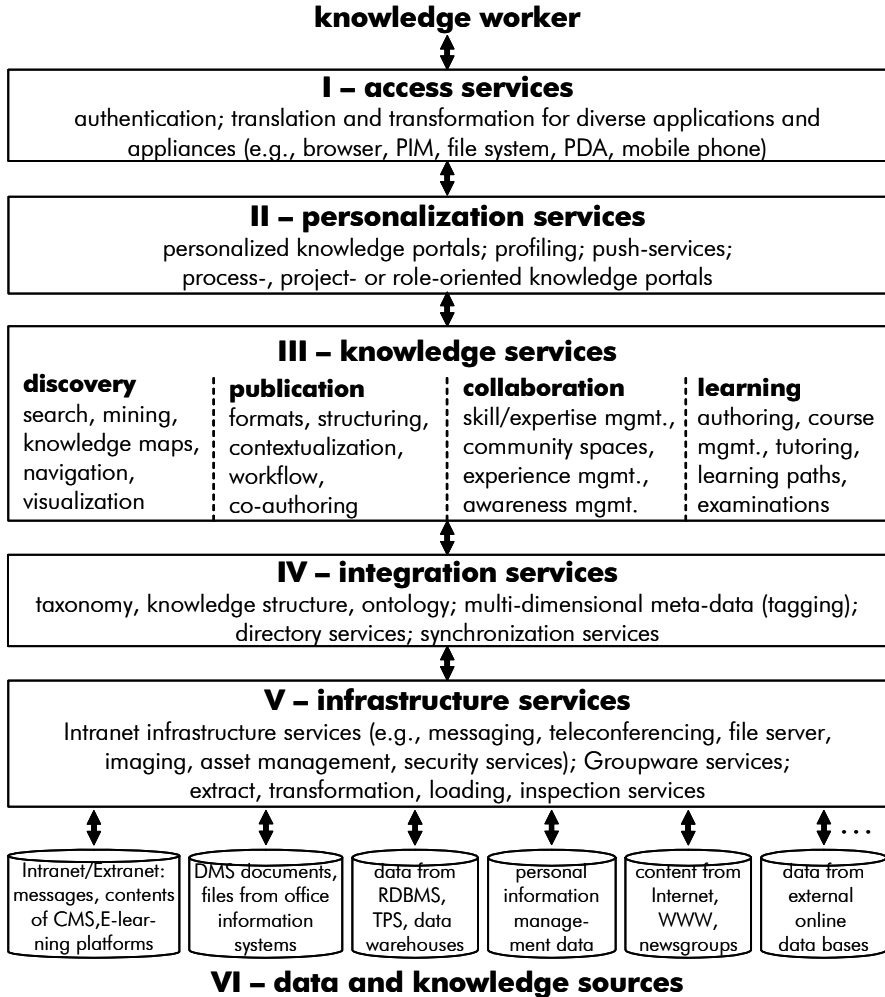 knowledge worker
I – access services
authentication; translation and transformation for diverse applications and
appliances (e.g., browser, PIM, file system, PDA, mobile phone)
II – personalization services
personalized knowledge portals; profiling; push-services;
process-, project- or role-oriented knowledge portals
III – knowledge services
discovery
search, mining,
knowledge maps,
navigation,
visualization
publication
formats, structuring,
contextualization,
workflow,
co-authoring
collaboration
skill/expertise mgmt.,
community spaces,
experience mgmt.,
awareness mgmt.
learning
authoring, course
mgmt., tutoring,
learning paths,
examinations
IV – integration services
taxonomy, knowledge structure, ontology; multi-dimensional meta-data (tagging);
directory services; synchronization services
V – infrastructure services
Intranet infrastructure services (e.g., messaging, teleconferencing, file server,
imaging, asset management, security services); Groupware services;
extract, transformation, loading, inspection services
...
Intranet/Extranet:
messages, contents
of CMS,E-lear-
ning platforms
DMS documents,
files from office
information
systems
data from
RDBMS,
TPS, data
warehouses
personal
information
manage-
ment data
content from
Internet,
WWW,
newsgroups
data from
external
online
data bases
VI – data and knowledge sources